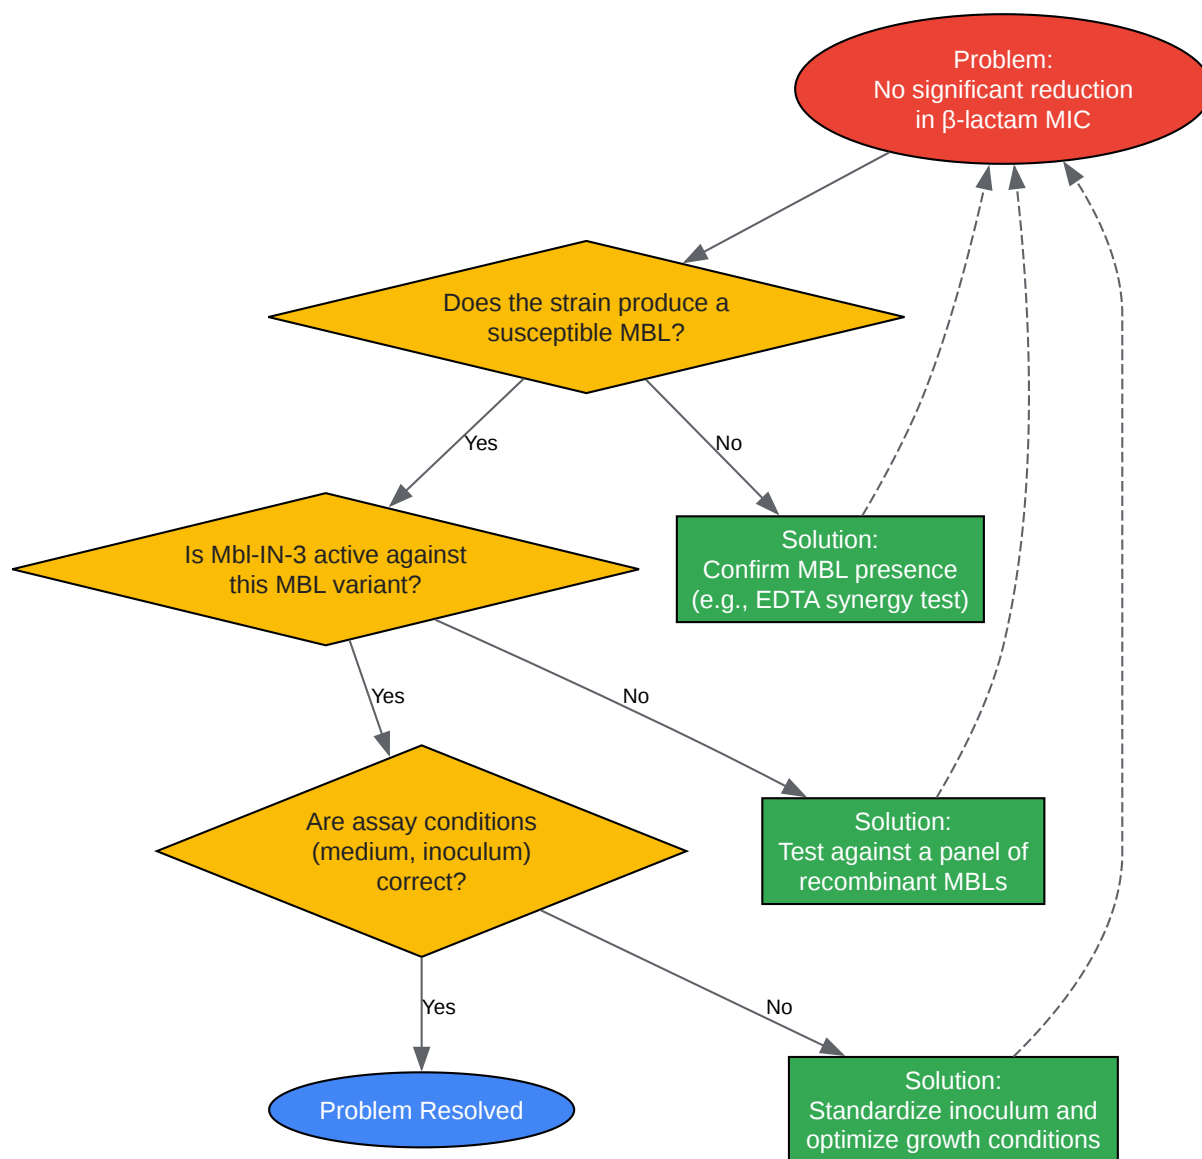 Problem:
No significant reduction
in β-lactam MIC
Does the strain produce a
susceptible MBL?
Yes
No
Is Mbl-IN-3 active against
this MBL variant?
Solution:
Confirm MBL presence
(e.g., EDTA synergy test)
Yes
No
Are assay conditions
(medium, inoculum)
correct?
Solution:
Test against a panel of
recombinant MBLs
Yes
No
Problem Resolved
Solution:
Standardize inoculum and
optimize growth conditions